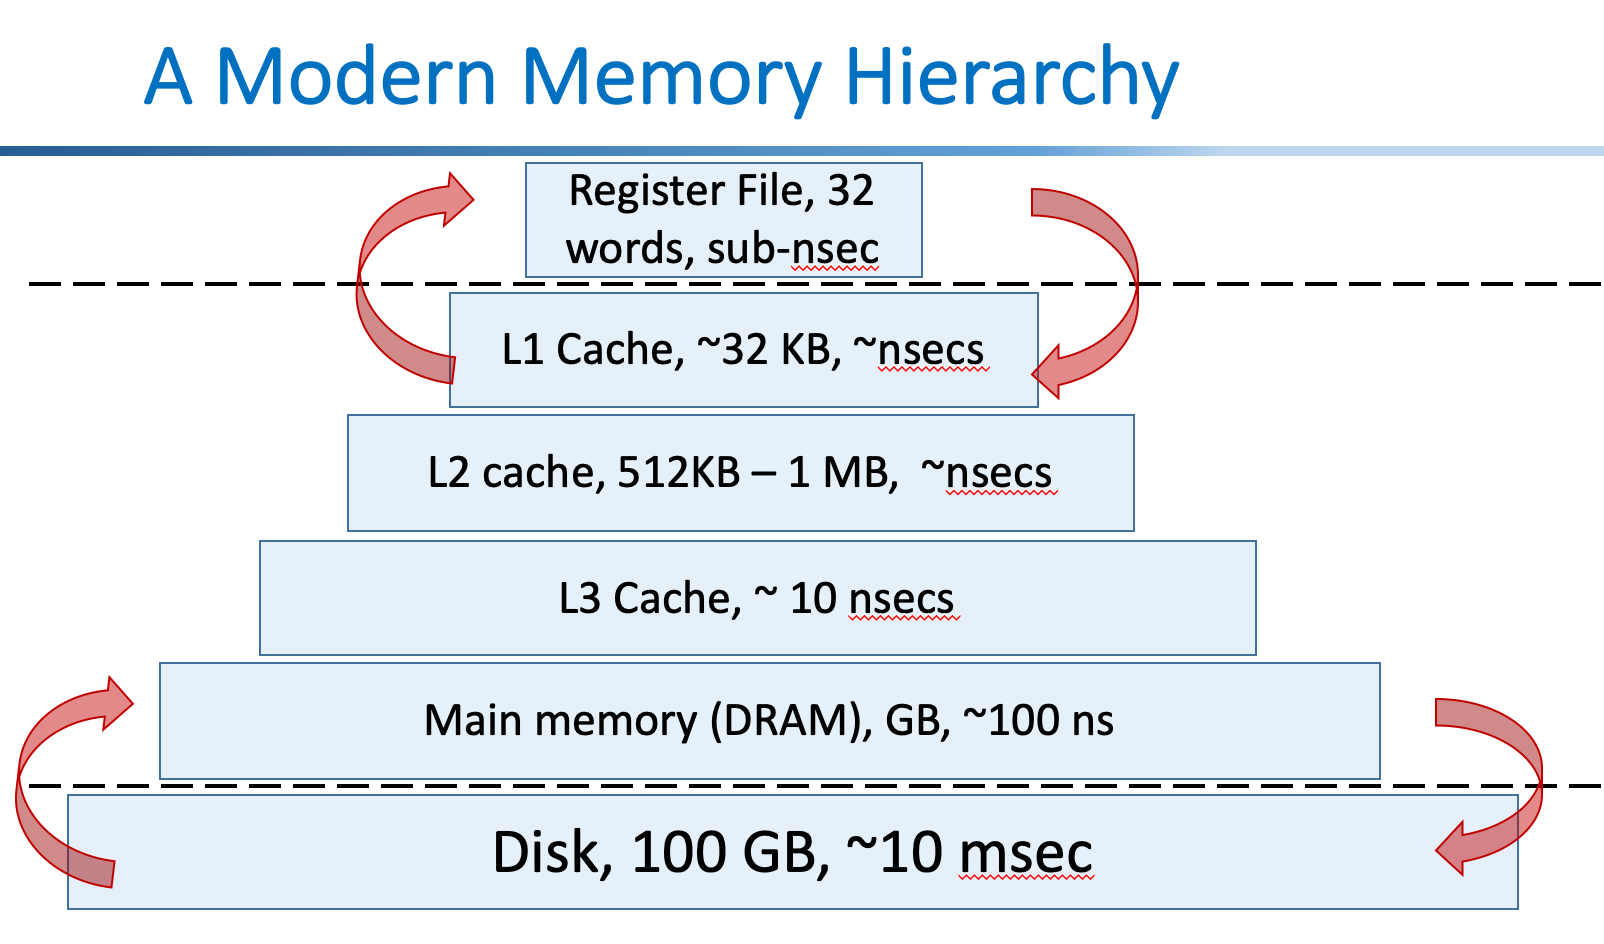 A Modern Memory Hierarchy
Register File, 32
words, sub-nsec
L1 Cache, ~32 KB, ~nsecs
L2 cache, 512KB – 1 MB,  ~nsecs
L3 Cache, ~ 10 nsecs
Main memory (DRAM), GB, ~100 ns
Disk, 100 GB, ~10 msec